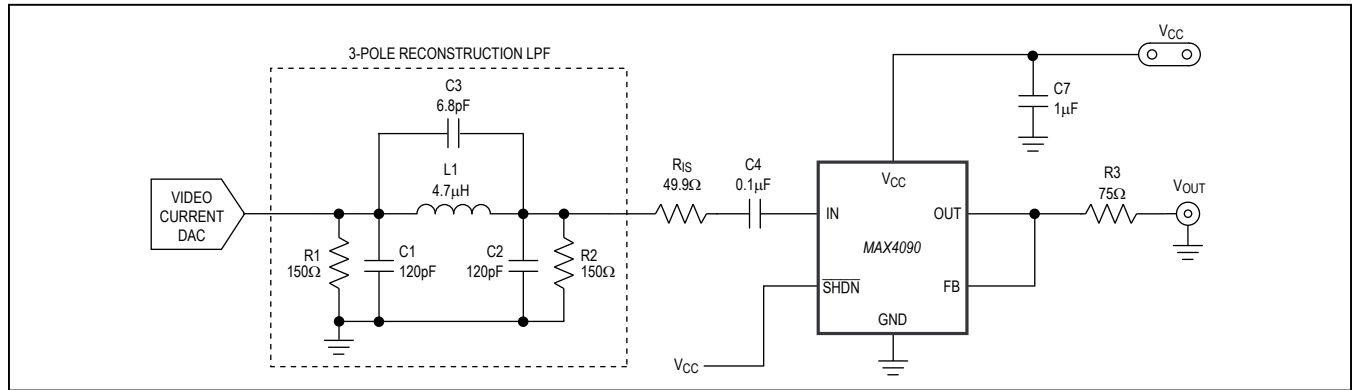 3-POLE RECONSTRUCTION LPF
C3
6.8pF
L1
4.7µH
VIDEO
CURRENT
DAC
R1
150Ω
C1
120pF
C2
120pF
R2
150Ω
RIS
49.9Ω
C4
0.1µF
VCC
C7
1µF
VCC
IN
OUT
MAX4090
SHDN
FB
GND
VCC
R3
75Ω
VOUT